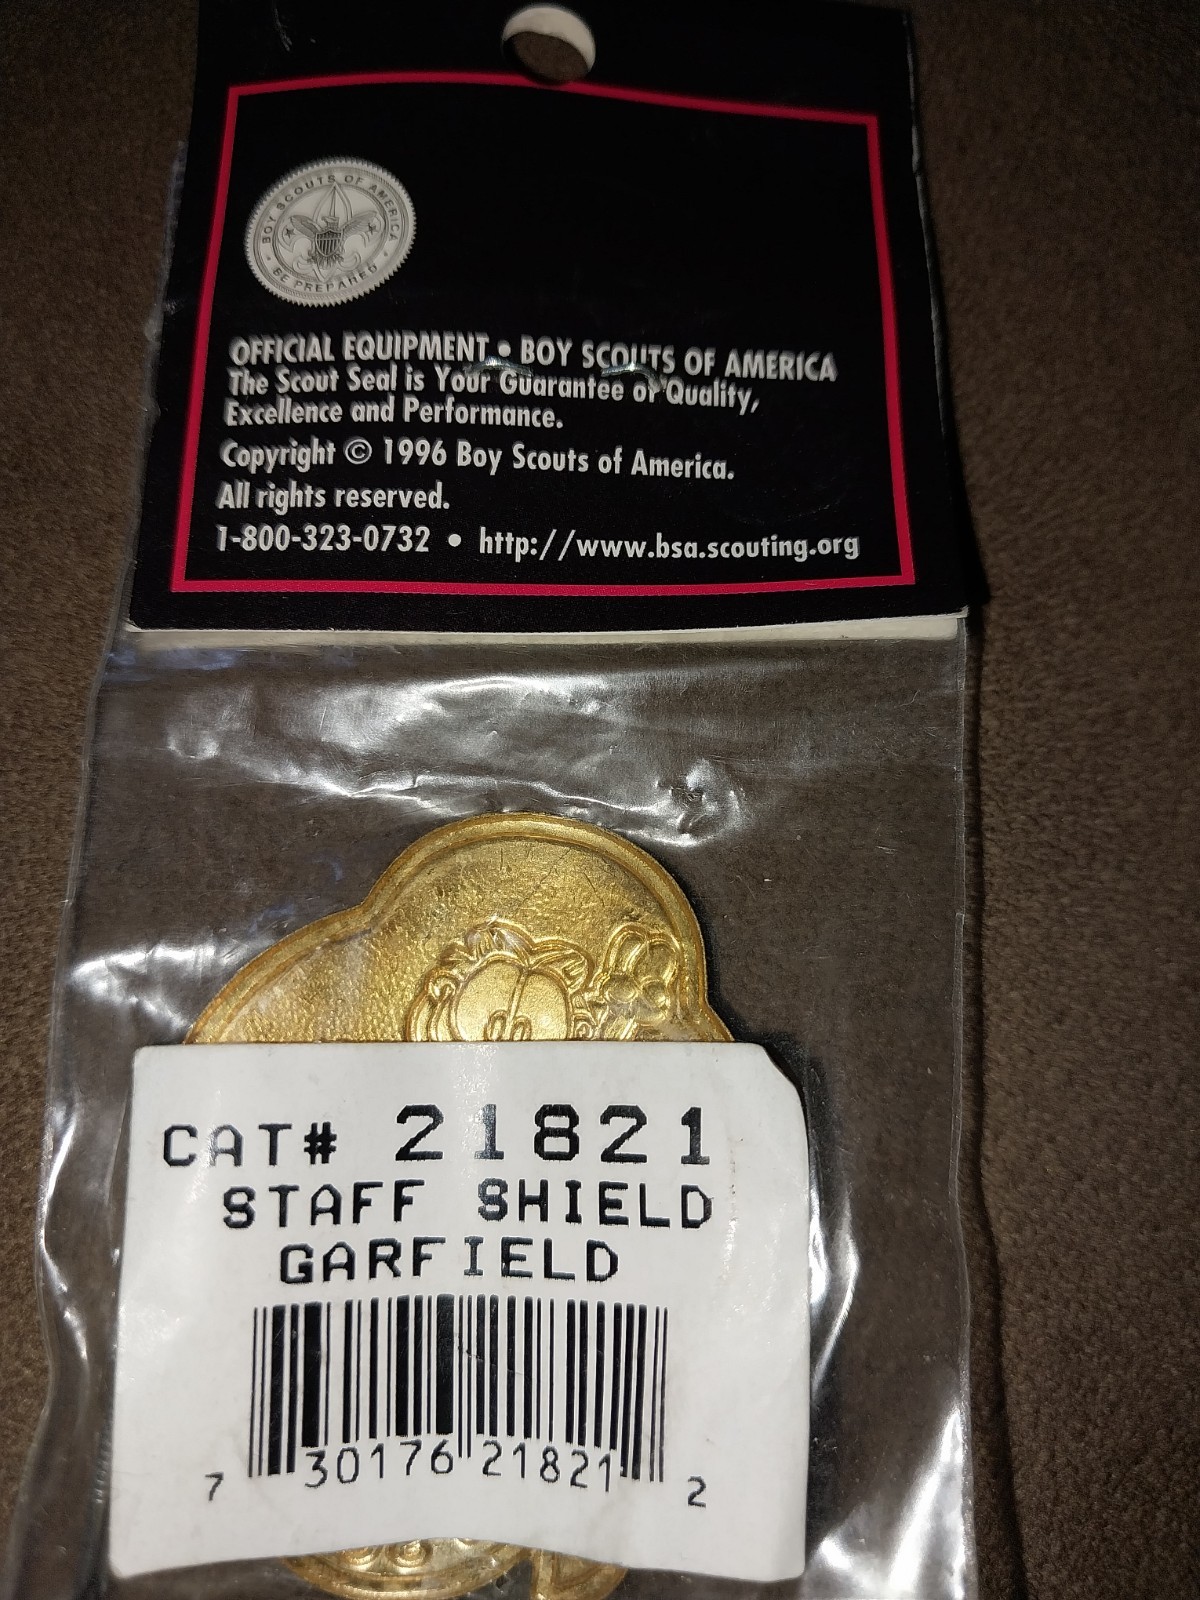 BOY SCOUTS OF AMERICA
BE PREPARED
OFFICIAL EQUIPMENT • BOY SCOUTS OF AMERICA
The Scout Seal is Your Guarantee of Quality,
Excellence and Performance.
Copyright © 1996 Boy Scouts of America.
All rights reserved.
1-800-323-0732 • http://www.bsa.scouting.org
CAT# 21821
STAFF SHIELD
GARFIELD
7 30176 21821 2